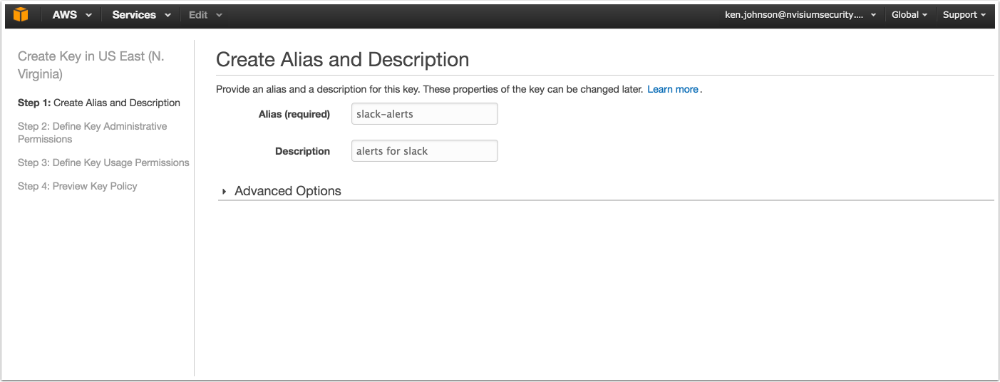 AWS Services Edit ken.johnson@nvisiumsecurity.... Global Support
Create Key in US East (N.
Virginia)
Step 1: Create Alias and Description
Step 2: Define Key Administrative
Permissions
Step 3: Define Key Usage Permissions
Step 4: Preview Key Policy
Create Alias and Description
Provide an alias and a description for this key. These properties of the key can be changed later. Learn more.
Alias (required) slack-alerts
Description alerts for slack
Advanced Options